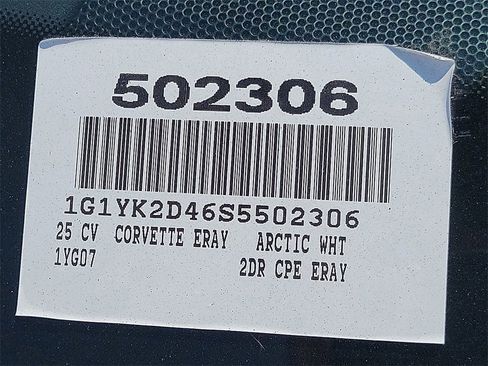 502306
1G1YK2D46S5502306
25 CV CORVETTE ERAY ARCTIC WHT
1YG07 2DR CPE ERAY